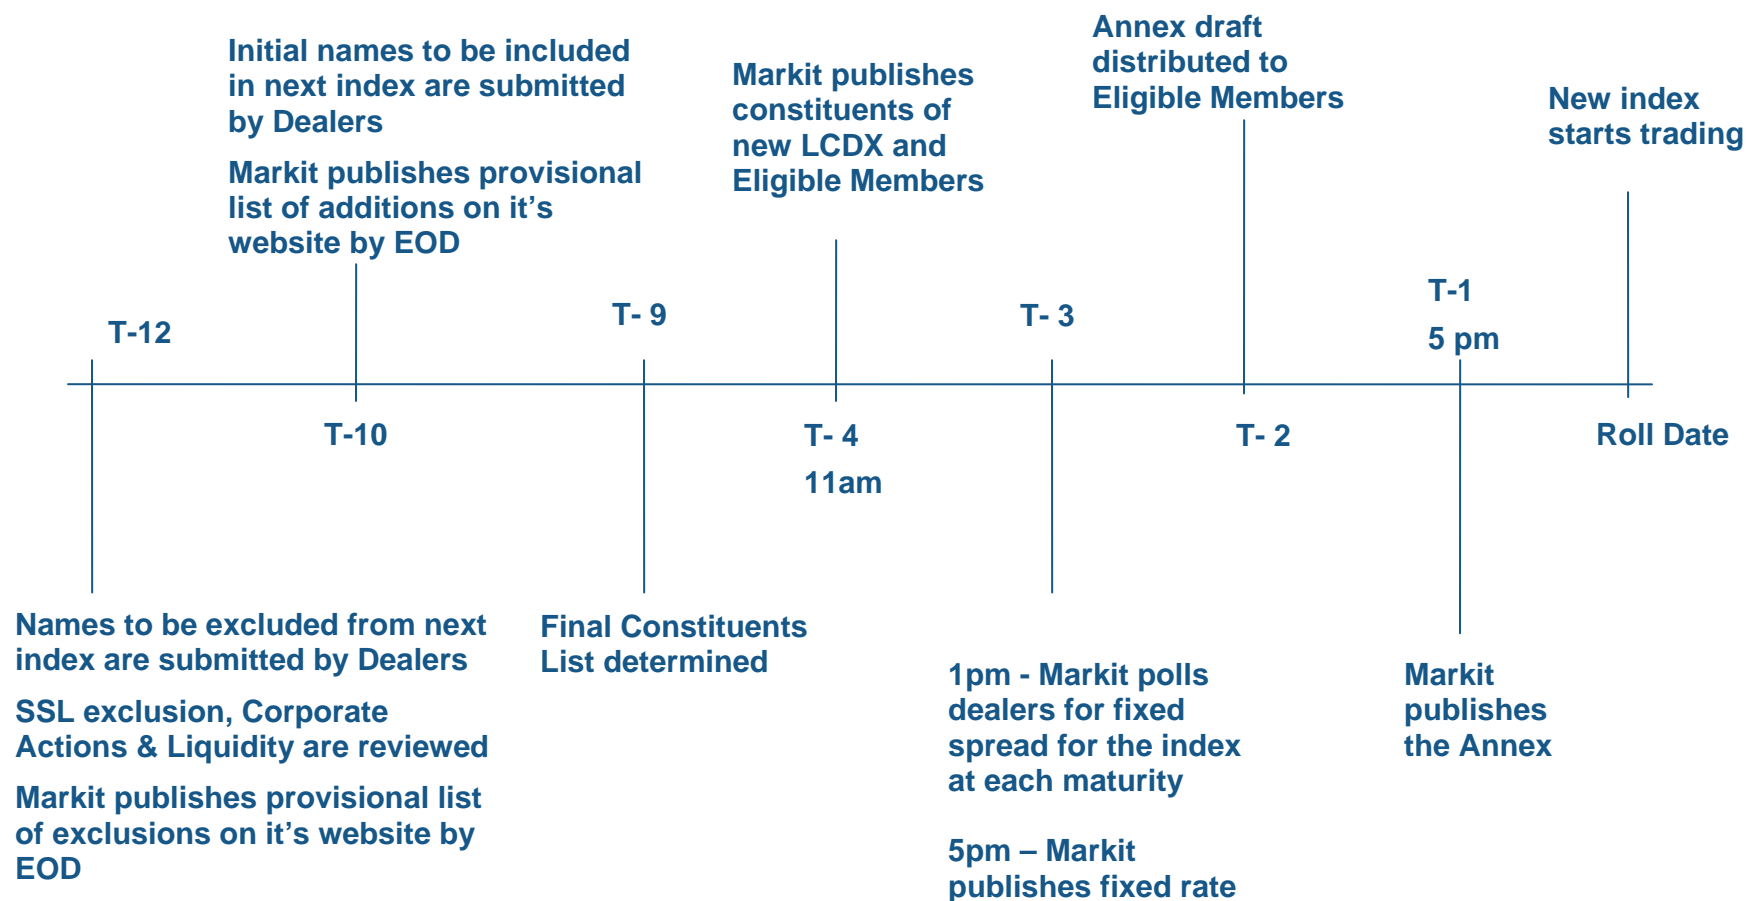 Initial names to be included
in next index are submitted
by Dealers
Markit publishes provisional
list of additions on it's
website by EOD
Markit publishes
constituents of
new LCDX and
Eligible Members
Annex draft
distributed to
Eligible Members
New index
starts trading
T-12
T- 9
T- 3
T-1
5 pm
T-10
T- 4
11am
T- 2
Roll Date
Names to be excluded from next
index are submitted by Dealers
SSL exclusion, Corporate
Actions & Liquidity are reviewed
Markit publishes provisional list
of exclusions on it's website by
EOD
Final Constituents
List determined
1pm - Markit polls
dealers for fixed
spread for the index
at each maturity
5pm – Markit
publishes fixed rate
Markit
publishes
the Annex